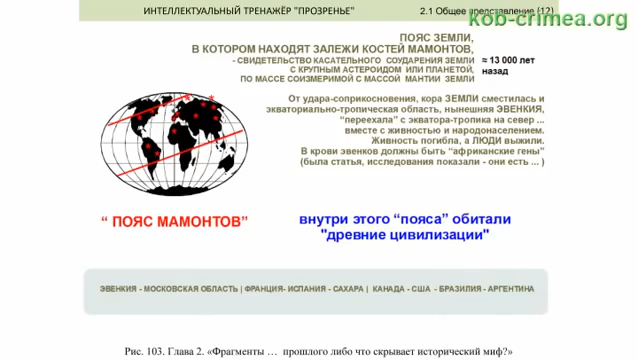 ИНТЕЛЛЕКТУАЛЬНЫЙ ТРЕНАЖЁР "ПРОЗРЕНЬЕ"
2.1 Общее представление (12)
kob-crimea.org
ПОЯС ЗЕМЛИ,
В КОТОРОМ НАХОДЯТ ЗАЛЕЖИ КОСТЕЙ МАМОНТОВ,
- СВИДЕТЕЛЬСТВО КАСАТЕЛЬНОГО СОУДАРЕНИЯ ЗЕМЛИ
С КРУПНЫМ АСТЕРОИДОМ ИЛИ ПЛАНЕТОЙ,
ПО МАССЕ СОИЗМЕРИМОЙ С МАССОЙ МАНТИИ ЗЕМЛИ
≈ 13 000 лет
назад
От удара-соприкосновения, кора ЗЕМЛИ сместилась и
экваториально-тропическая область, нынешняя ЭВЕНКИЯ,
"переехала" с экватора-тропика на север ...
вместе с живностью и народонаселением.
Живность погибла, а ЛЮДИ выжили.
В крови эвенков должны быть "африканские гены"
(была статья, исследования показали - они есть ... )
" ПОЯС МАМОНТОВ"
внутри этого "пояса" обитали
"древние цивилизации"
ЭВЕНКИЯ - МОСКОВСКАЯ ОБЛАСТЬ | ФРАНЦИЯ- ИСПАНИЯ - САХАРА | КАНАДА - США - БРАЗИЛИЯ - АРГЕНТИНА
Рис. 103. Глава 2. «Фрагменты … прошлого либо что скрывает исторический миф?»